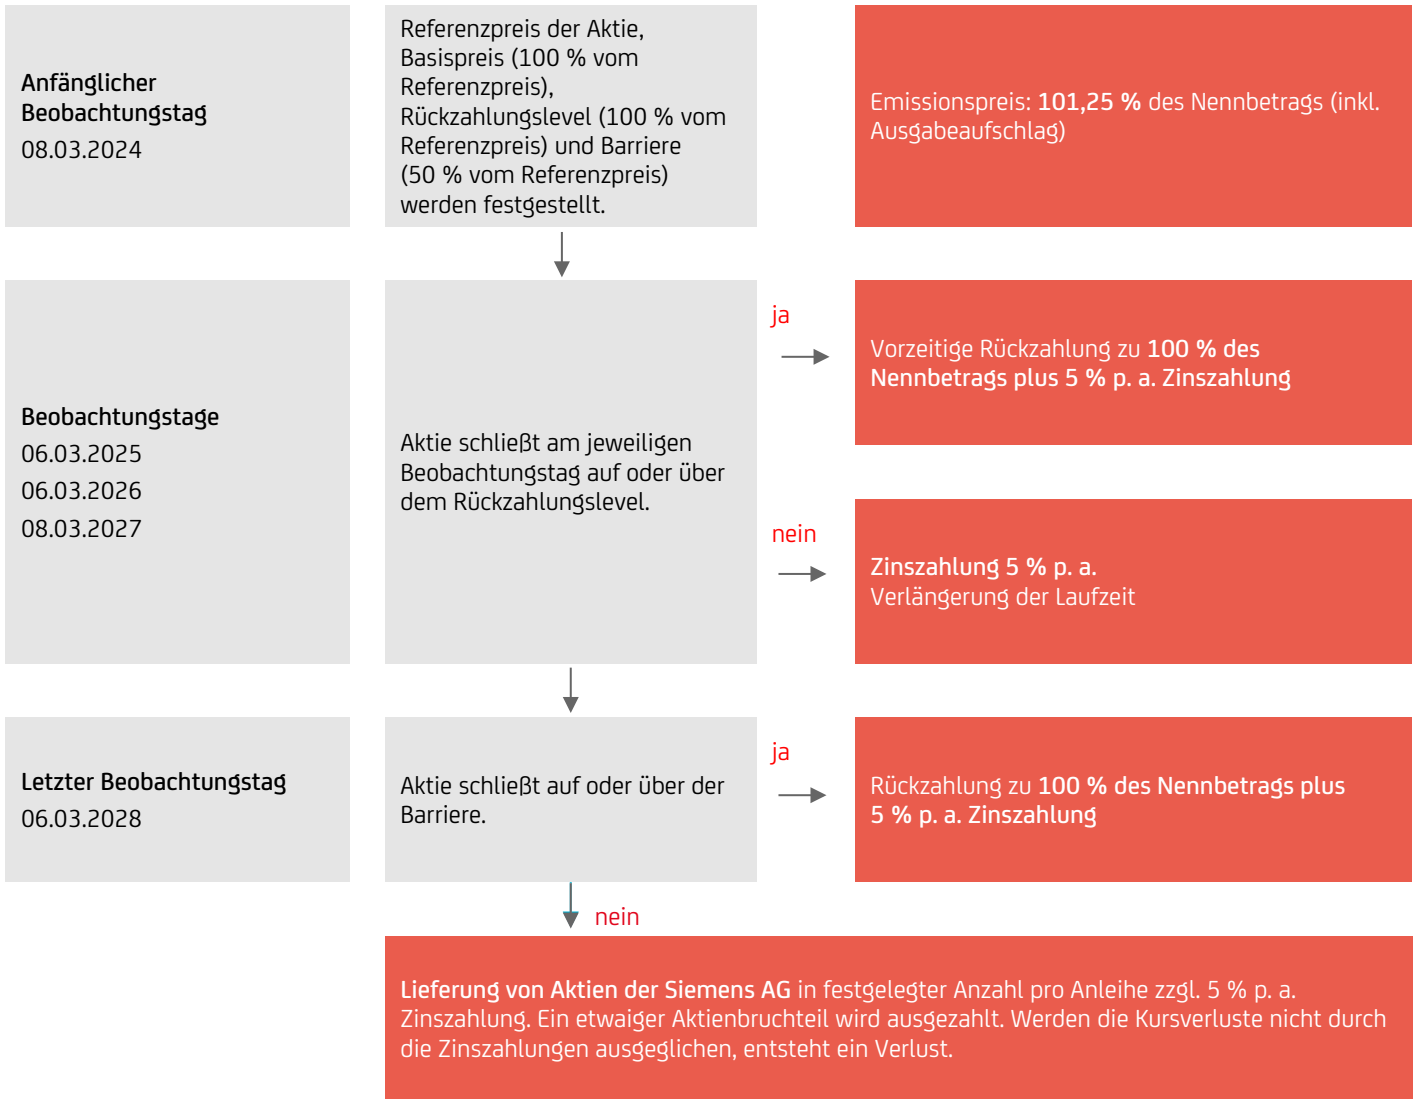 Anfänglicher
Beobachtungstag
08.03.2024
Referenzpreis der Aktie,
Basispreis (100 % vom
Referenzpreis),
Rückzahlungslevel (100 % vom
Referenzpreis) und Barriere
(50 % vom Referenzpreis)
werden festgestellt.
Emissionspreis: 101,25 % des Nennbetrags (inkl.
Ausgabeaufschlag)
Beobachtungstage
06.03.2025
06.03.2026
08.03.2027
Aktie schließt am jeweiligen
Beobachtungstag auf oder über
dem Rückzahlungslevel.
ja
Vorzeitige Rückzahlung zu 100 % des
Nennbetrags plus 5 % p. a. Zinszahlung
nein
Zinszahlung 5 % p. a.
Verlängerung der Laufzeit
Letzter Beobachtungstag
06.03.2028
Aktie schließt auf oder über der
Barriere.
ja
Rückzahlung zu 100 % des Nennbetrags plus
5 % p. a. Zinszahlung
nein
Lieferung von Aktien der Siemens AG in festgelegter Anzahl pro Anleihe zzgl. 5 % p. a.
Zinszahlung. Ein etwaiger Aktienbruchteil wird ausgezahlt. Werden die Kursverluste nicht durch
die Zinszahlungen ausgeglichen, entsteht ein Verlust.